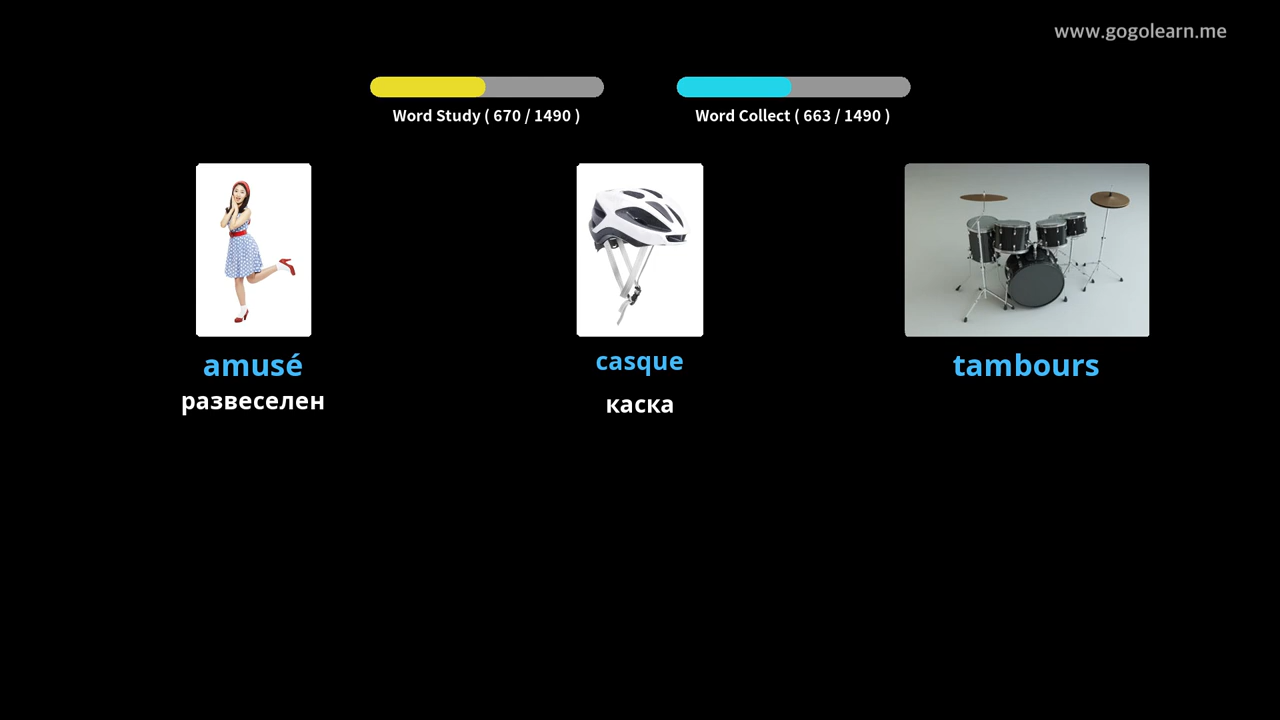 www.gogolearn.me
Word Study ( 670 / 1490 )
Word Collect ( 663 / 1490 )
amusé
развеселен
casque
каска
tambours